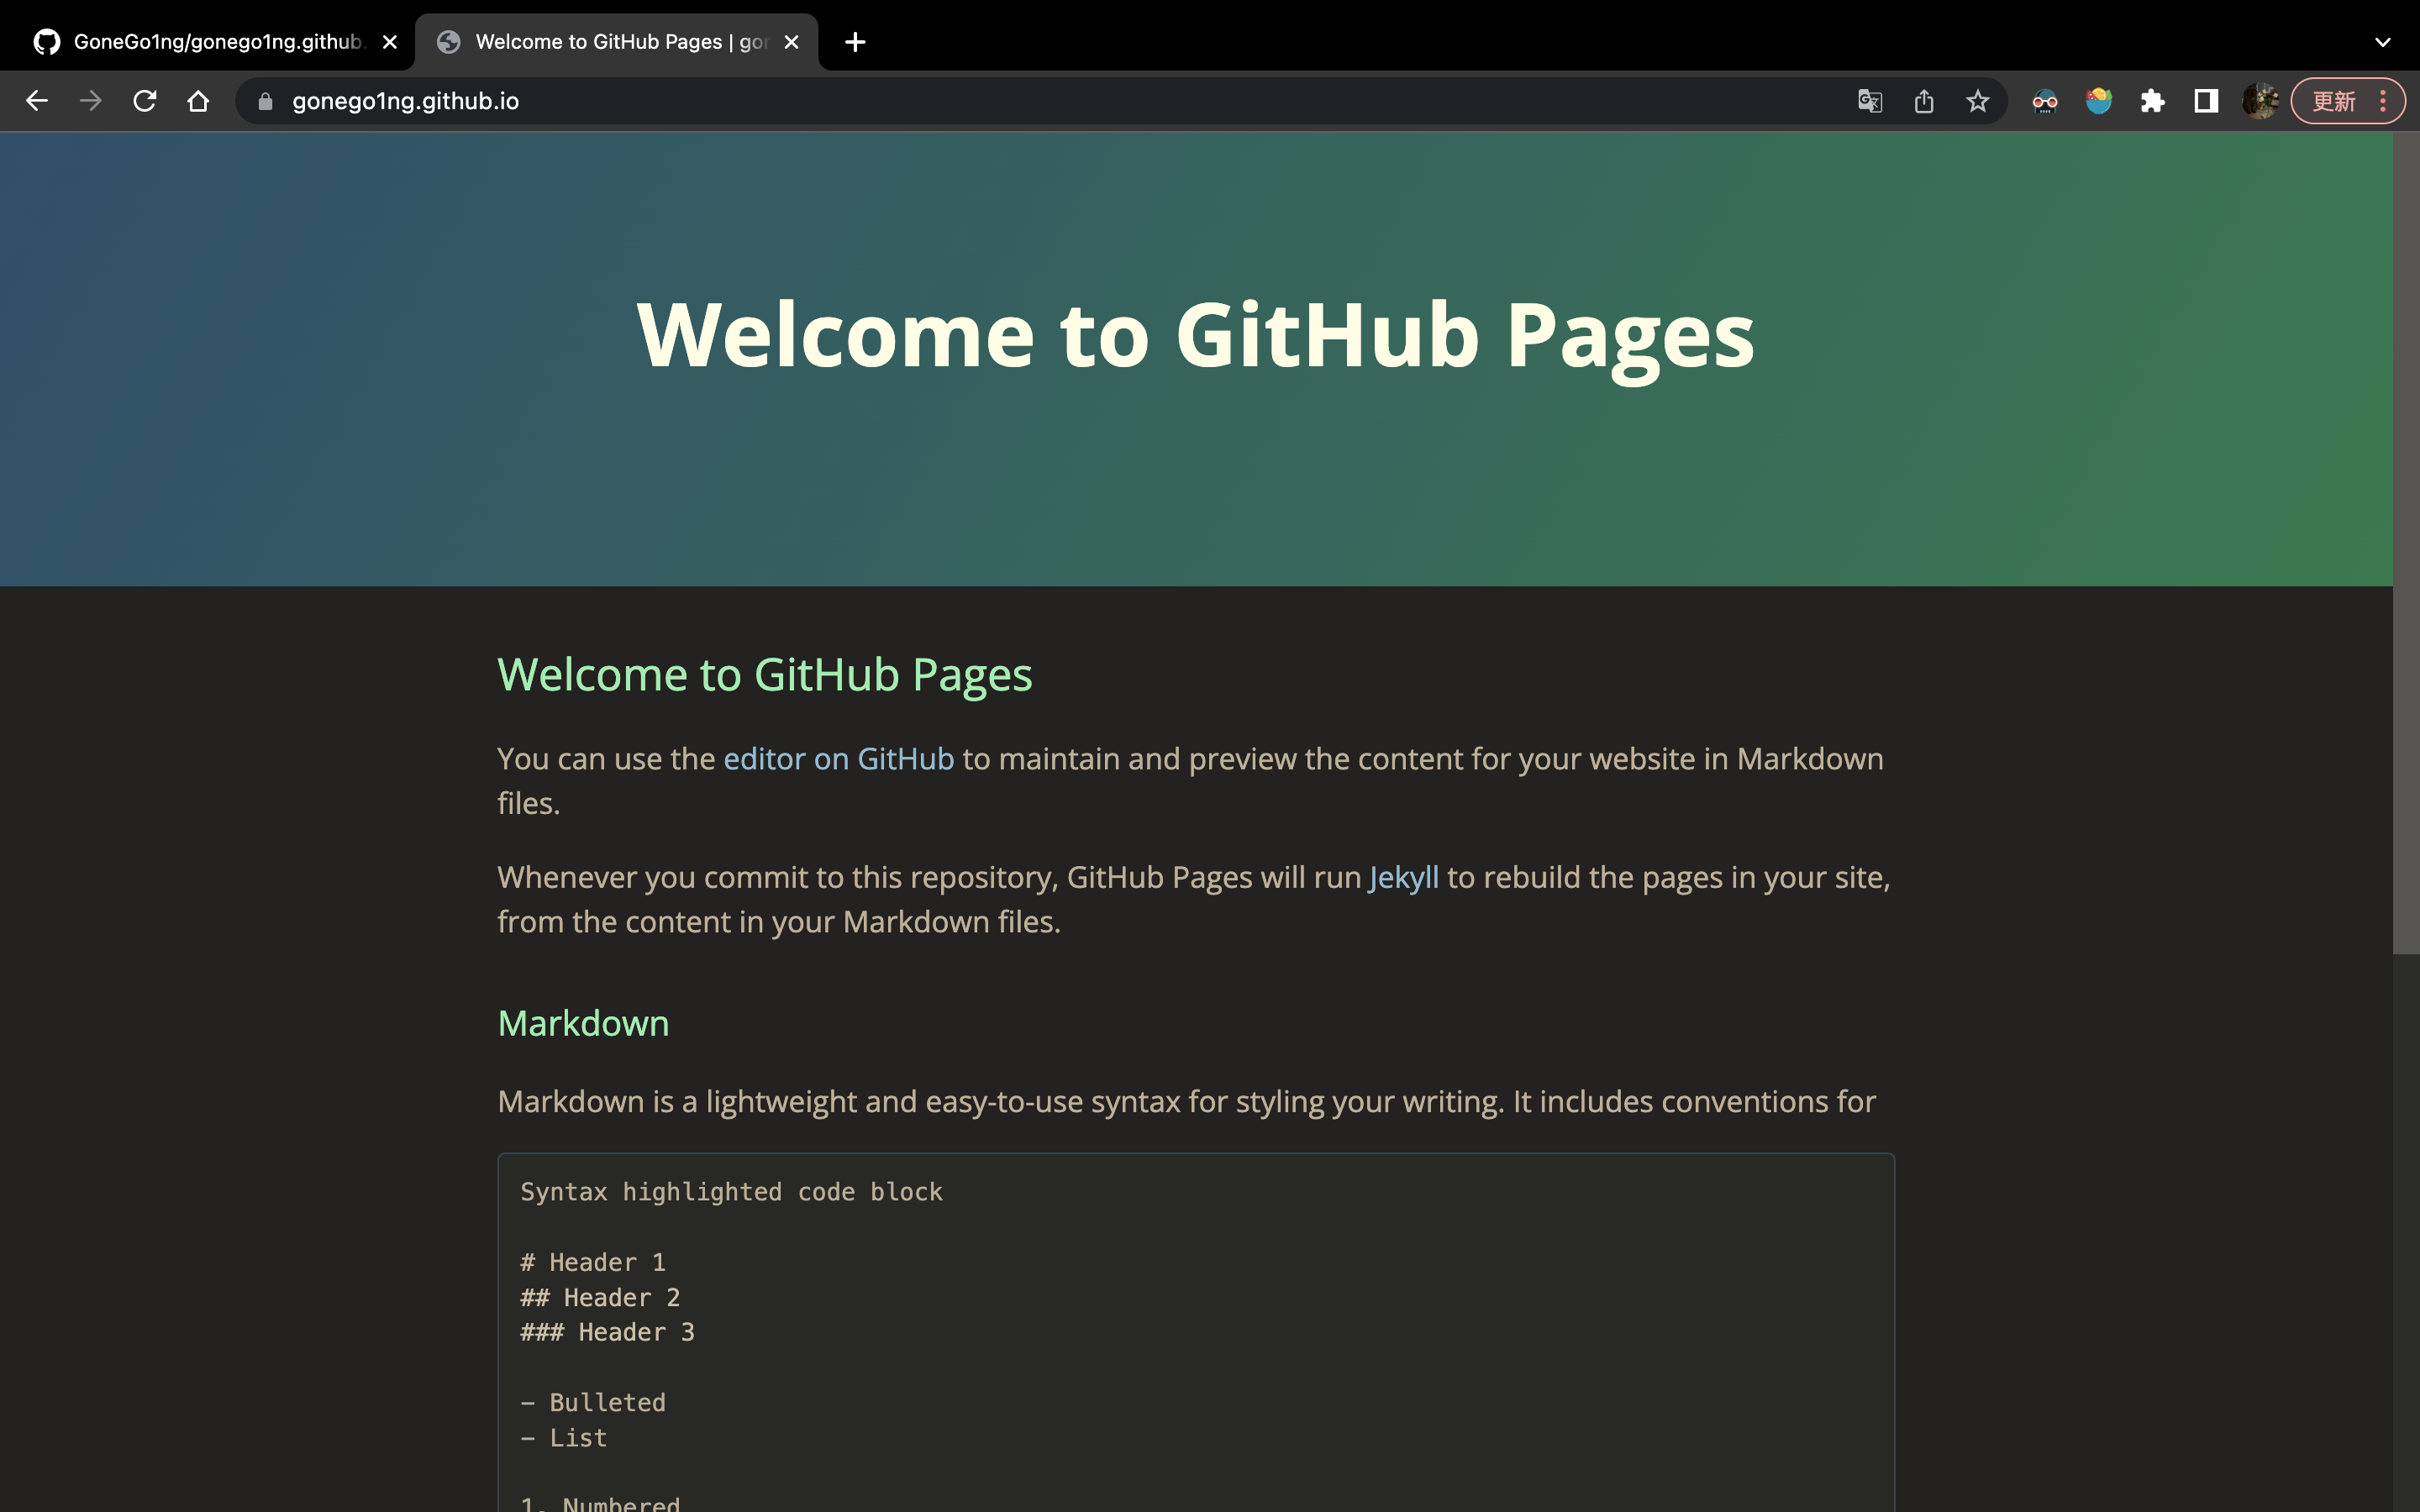 GoneGo1ng/gonego1ng.github.
Welcome to GitHub Pages | gon
gonego1ng.github.io
更新
Welcome to GitHub Pages
Welcome to GitHub Pages
You can use the editor on GitHub to maintain and preview the content for your website in Markdown
files.
Whenever you commit to this repository, GitHub Pages will run Jekyll to rebuild the pages in your site,
from the content in your Markdown files.
Markdown
Markdown is a lightweight and easy-to-use syntax for styling your writing. It includes conventions for
Syntax highlighted code block
# Header 1
## Header 2
### Header 3
- Bulleted
- List
1. Numbered